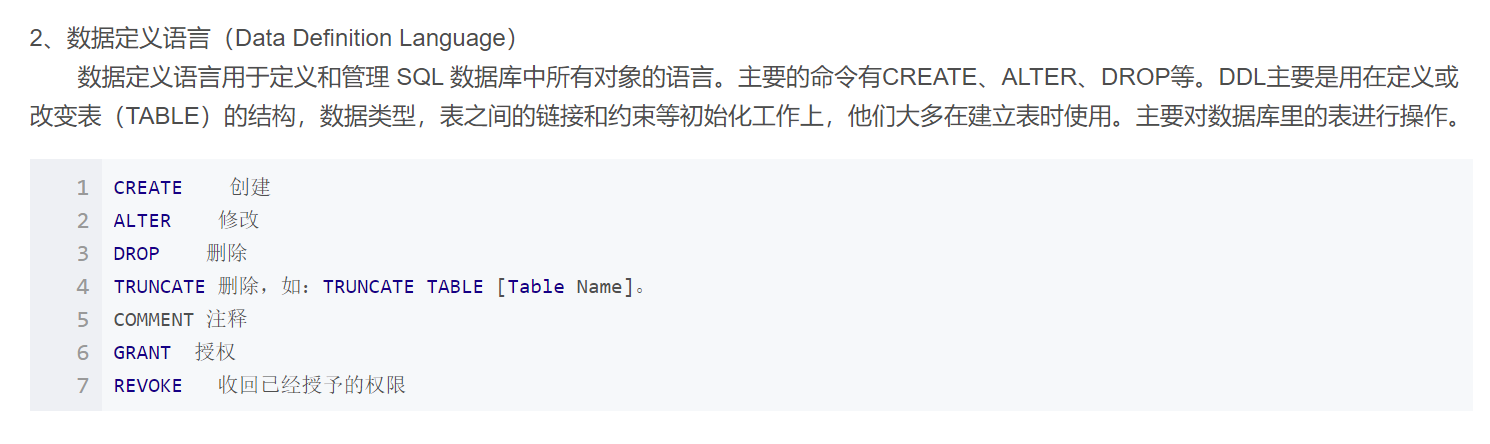 2、数据定义语言（Data Definition Language）
数据定义语言用于定义和管理 SQL 数据库中所有对象的语言。主要的命令有CREATE、ALTER、DROP等。DDL主要是用在定义或
改变表（TABLE）的结构，数据类型，表之间的链接和约束等初始化工作上，他们大多在建立表时使用。主要对数据库里的表进行操作。
1 CREATE 创建
2 ALTER 修改
3 DROP 删除
4 TRUNCATE 删除，如：TRUNCATE TABLE [Table Name]。
5 COMMENT 注释
6 GRANT 授权
7 REVOKE 收回已经授予的权限